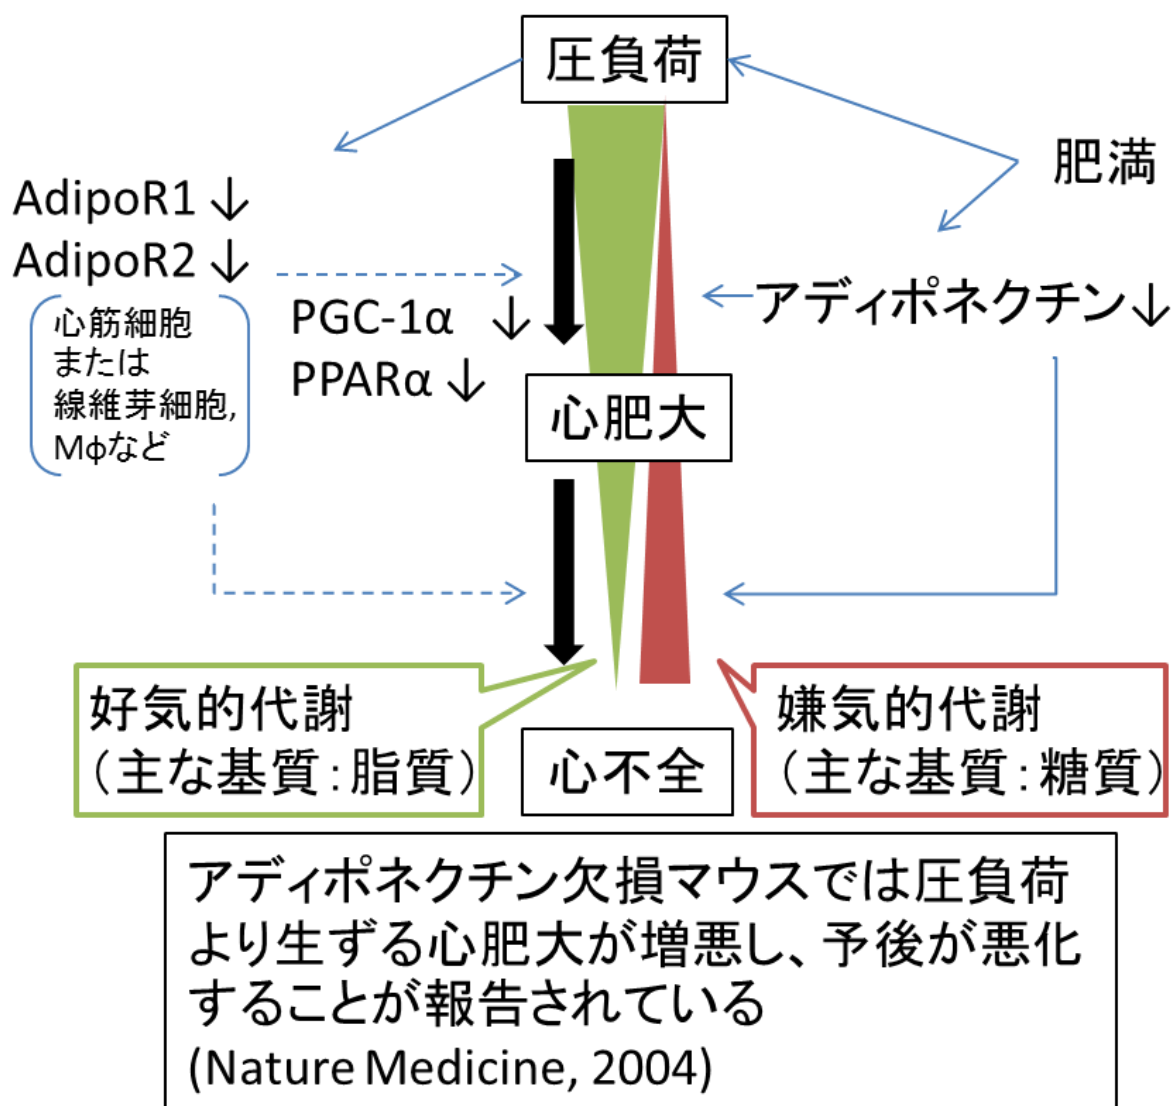 圧負荷
肥満
AdipoR1 ↓
AdipoR2 ↓
心筋細胞
または
線維芽細胞,
Mφなど
PGC-1α ↓
PPARα ↓
アディポネクチン↓
心肥大
好気的代謝
（主な基質：脂質）
心不全
嫌気的代謝
（主な基質：糖質）
アディポネクチン欠損マウスでは圧負荷
より生ずる心肥大が増悪し、予後が悪化
することが報告されている
(Nature Medicine, 2004)